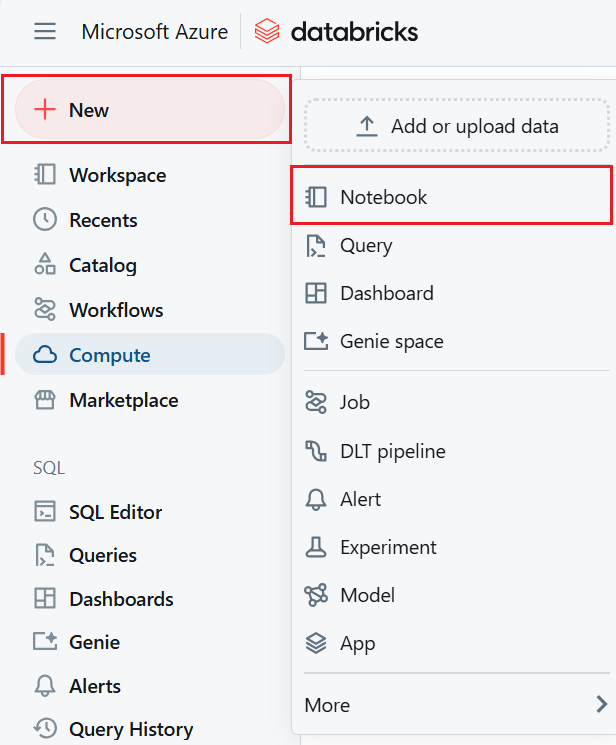 Microsoft Azure databricks
New
Workspace
Recents
Catalog
Workflows
Compute
Marketplace
SQL
SQL Editor
Queries
Dashboards
Genie
Alerts
Query History
Add or upload data
Notebook
Query
Dashboard
Genie space
Job
DLT pipeline
Alert
Experiment
Model
App
More